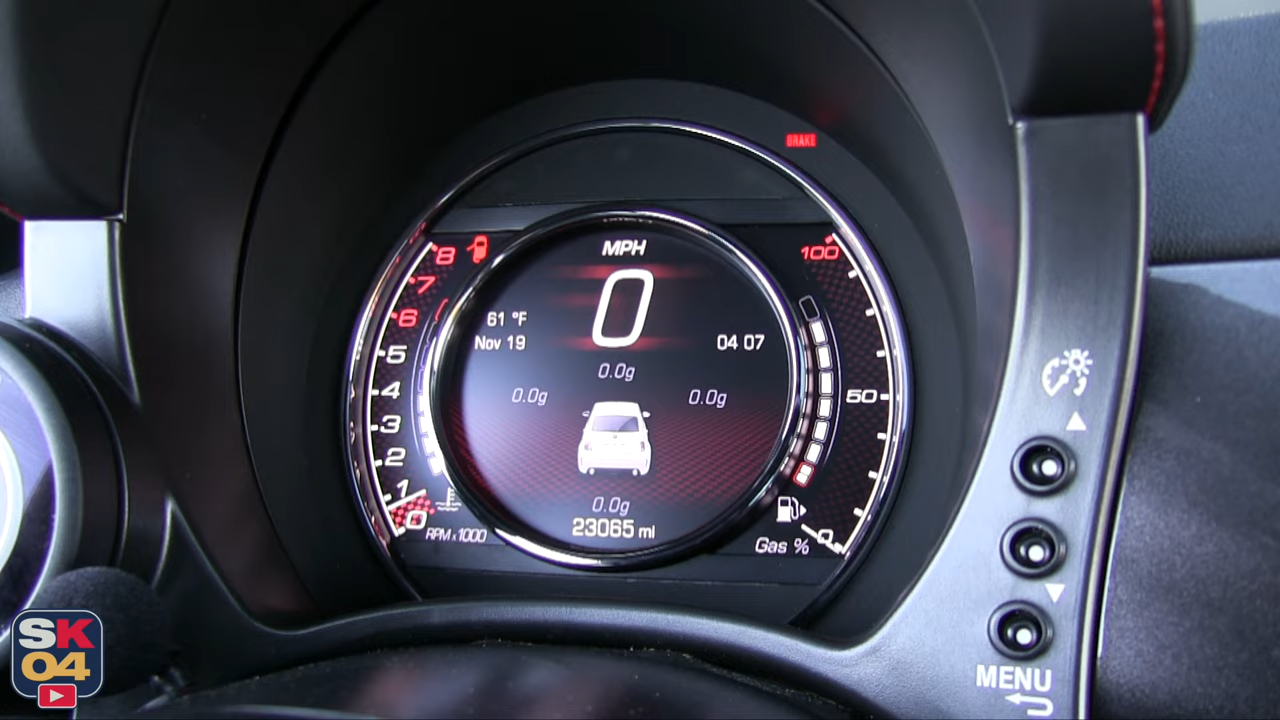 BRAKE
8
7
6
5
4
3
2
1
0
RPM x1000
MPH
0
61 °F
Nov 19
04 07
0.0g
0.0g
0.0g
0.0g
23065 mi
100
50
0
Gas %
MENU
SK
04